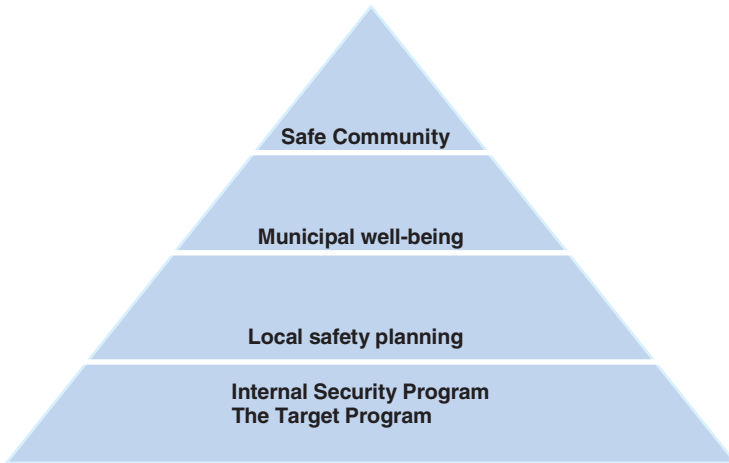 Safe Community
Municipal well-being
Local safety planning
Internal Security Program
The Target Program